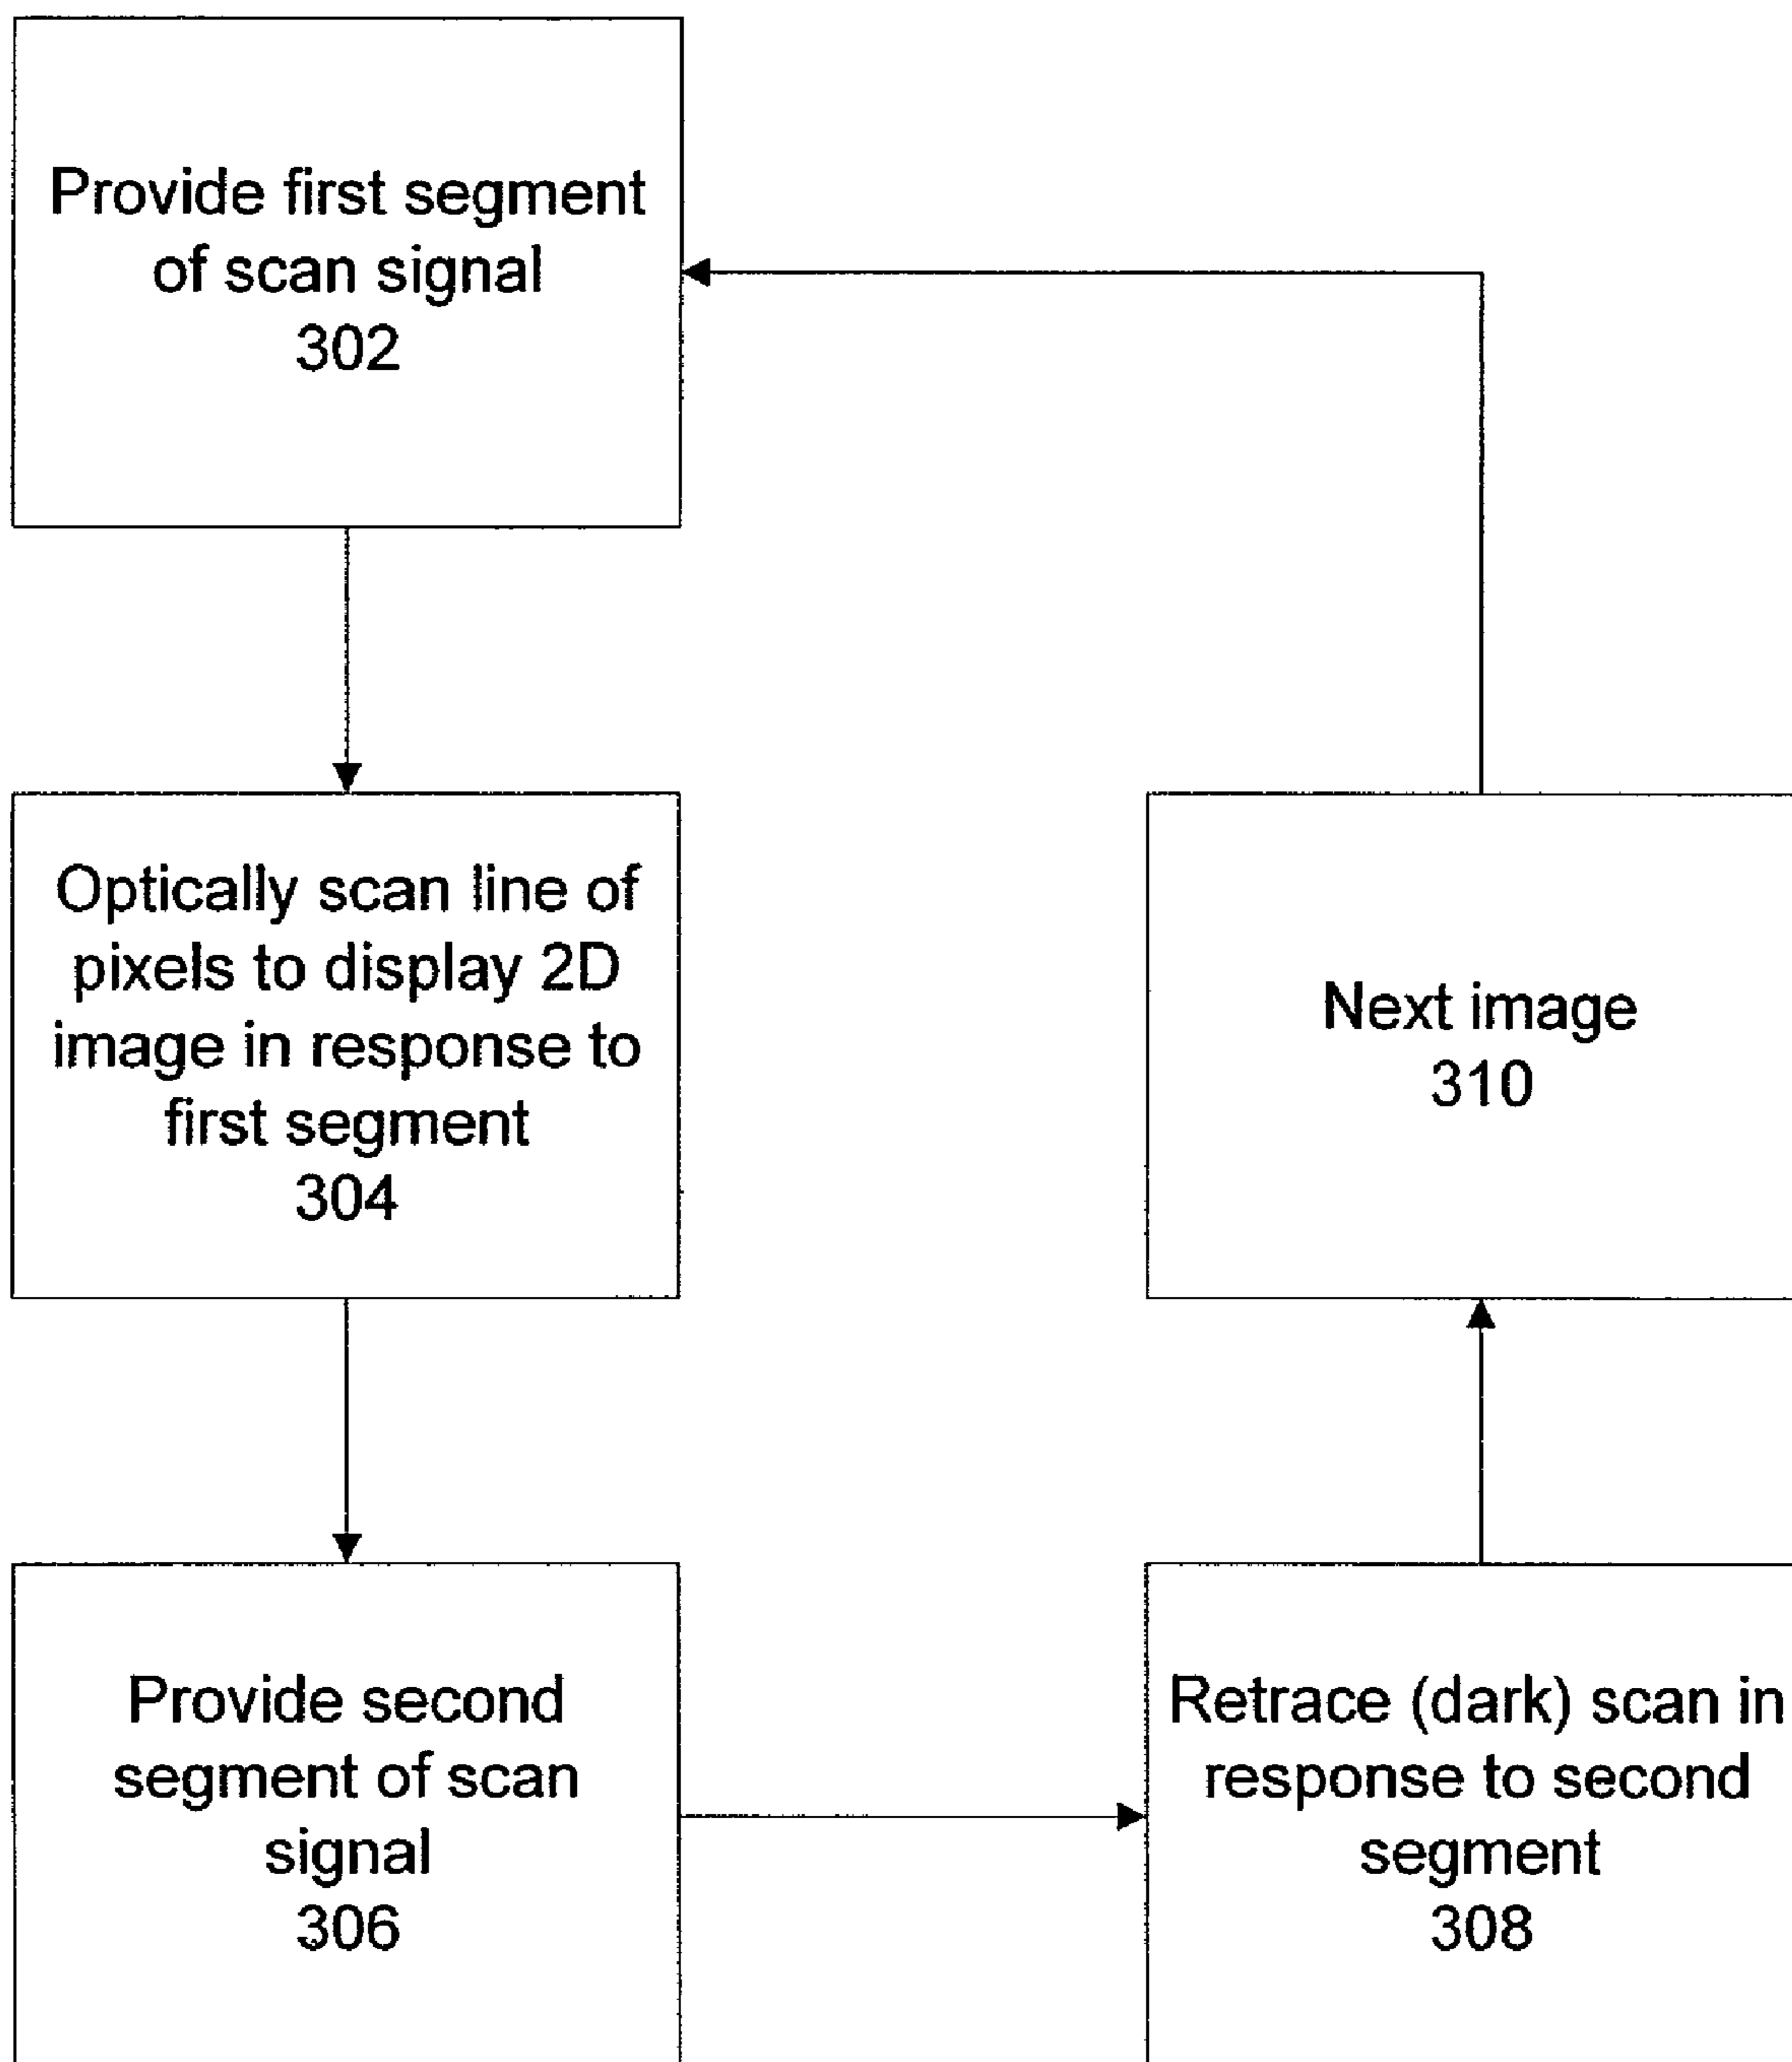 Provide first segment
of scan signal
302
Optically scan line of
pixels to display 2D
image in response to
first segment
304
Provide second
segment of scan
signal
306
Retrace (dark) scan in
response to second
segment
308
Next image
310